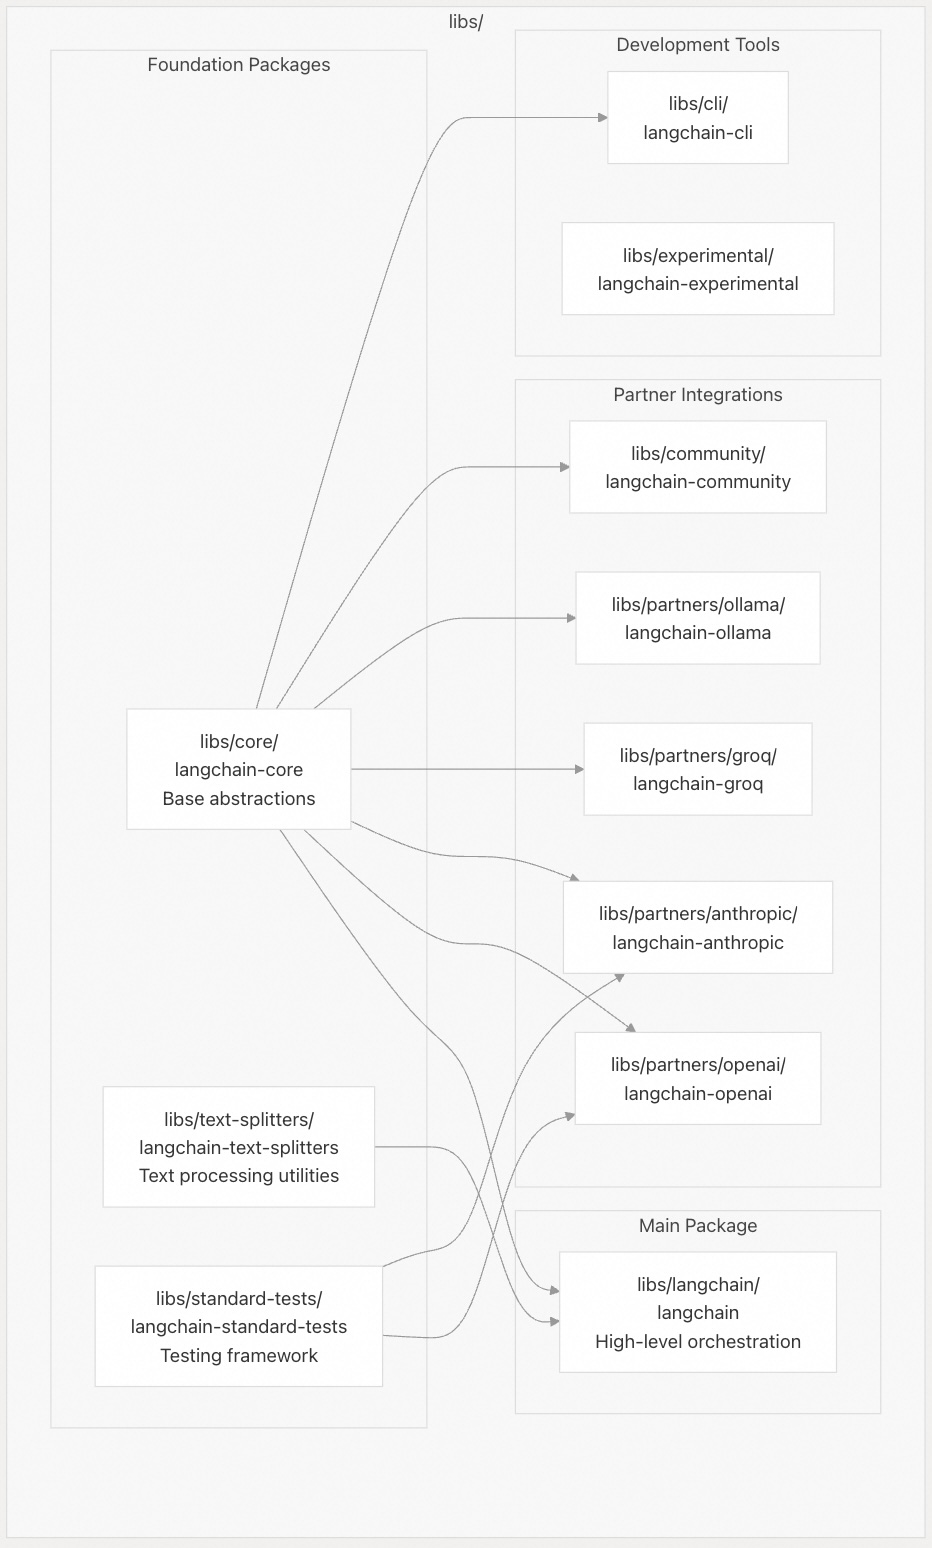 libs/
Foundation Packages
libs/core/
langchain-core
Base abstractions
libs/text-splitters/
langchain-text-splitters
Text processing utilities
libs/standard-tests/
langchain-standard-tests
Testing framework
Development Tools
libs/cli/
langchain-cli
libs/experimental/
langchain-experimental
Partner Integrations
libs/community/
langchain-community
libs/partners/ollama/
langchain-ollama
libs/partners/groq/
langchain-groq
libs/partners/anthropic/
langchain-anthropic
libs/partners/openai/
langchain-openai
Main Package
libs/langchain/
langchain
High-level orchestration